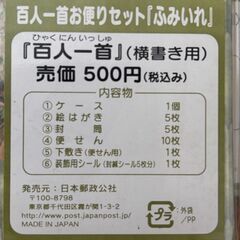 百人一首お便りセット『ふみいれ』
ひゃくにんいっしゅ
『百人一首』(横書き用)
売価 500円(税込み)
内容物
① ケース 1個
② 絵はがき 5枚
③ 封筒 5枚
④ 便せん 10枚
⑤ 下敷き(便せん用) 1枚
⑥ 装飾用シール(封緘シール5枚分) 1枚
発売元:日本郵政公社
〒100-8798
東京都千代田区霞が関1-3-2
http://www.post.japanpost.jp/
MADE IN JAPAN
プラ
:外袋
/PP